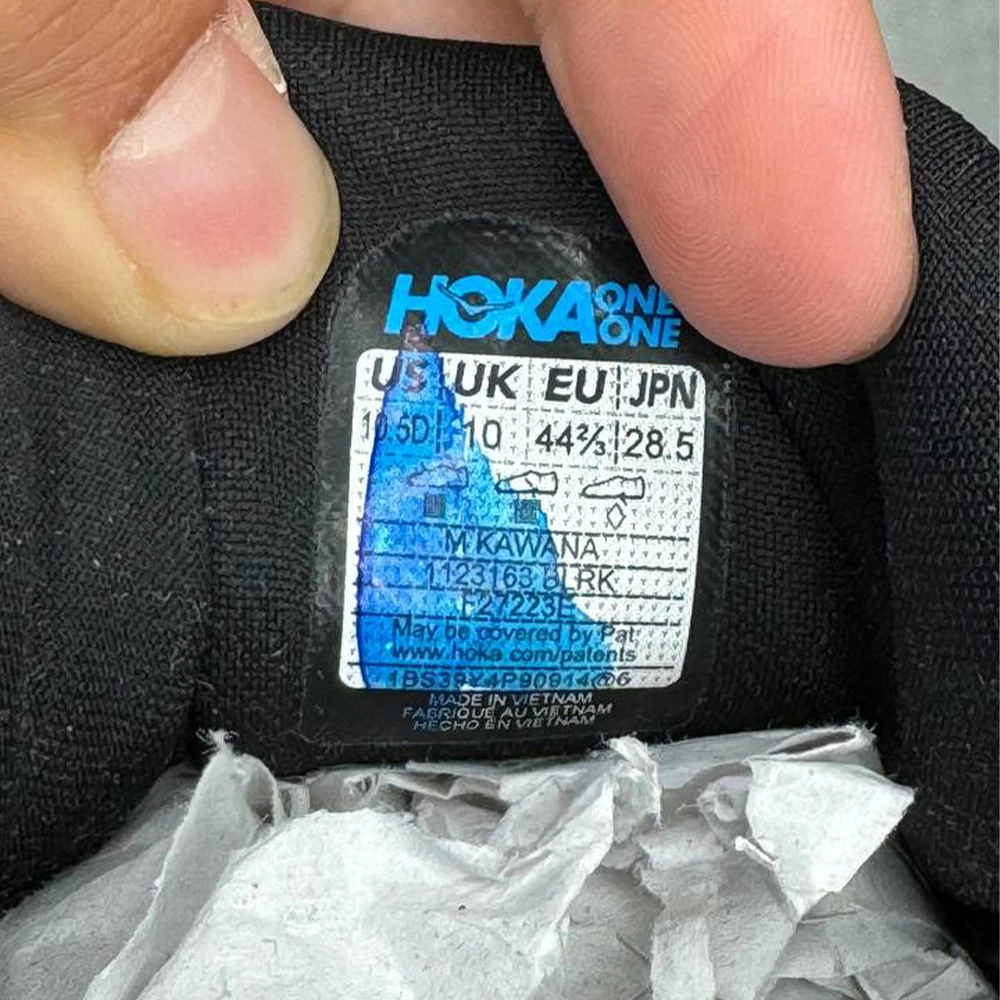 HOKA ONE ONE
US UK EU JPN
10.5D 10 44⅔ 28.5
M KAWANA
1123163 BLRK
F27223E
May be covered by Pat
www.hoka.com/patents
1BS39Y4P90914@6
MADE IN VIETNAM
FABRIQUE AU VIETNAM
HECHO EN VIETNAM